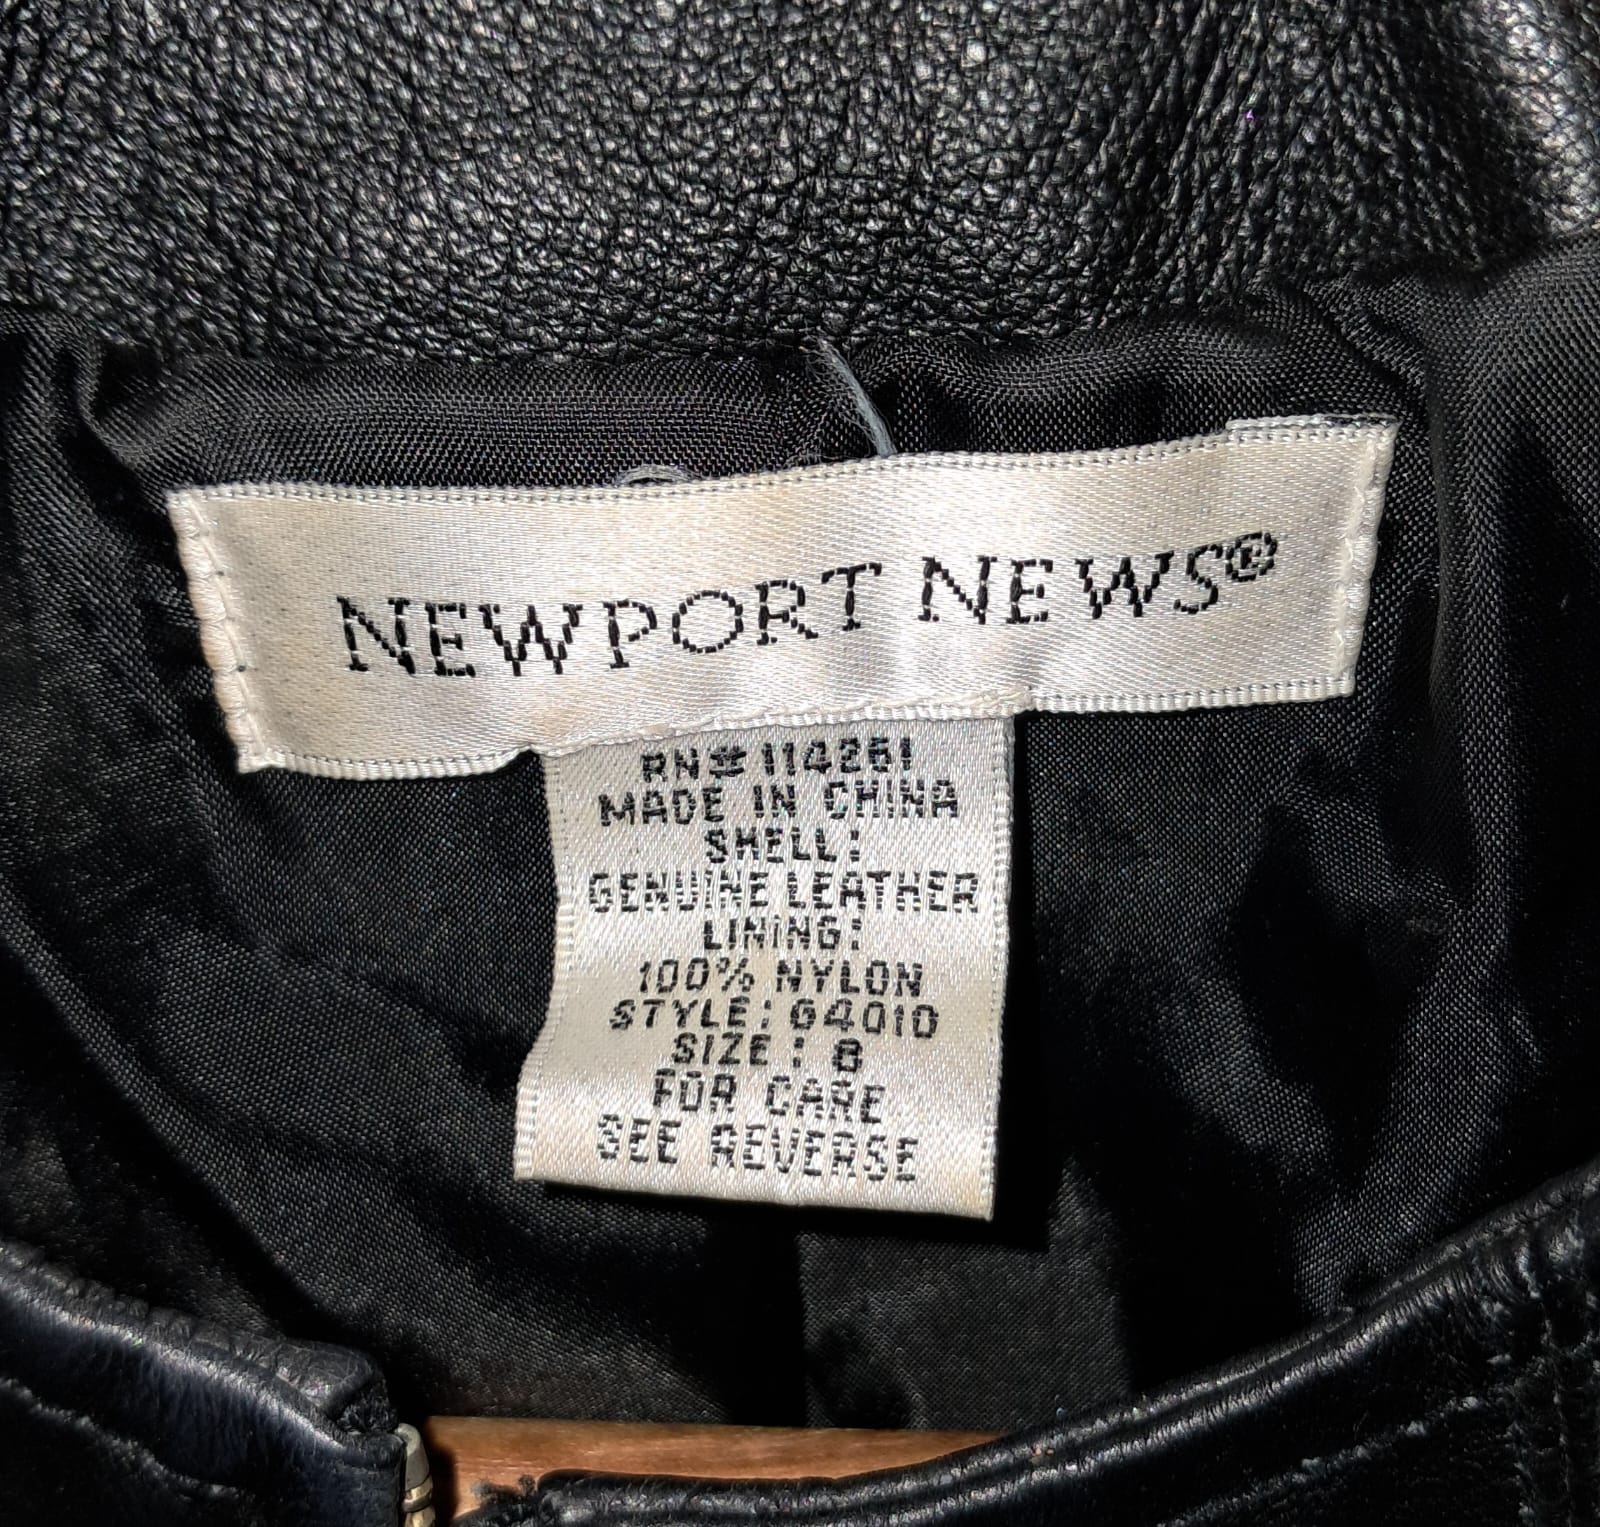 NEWPORT NEWS®
RN# 114261
MADE IN CHINA
SHELL:
GENUINE LEATHER
LINING:
100% NYLON
STYLE: G4010
SIZE: 8
FOR CARE
SEE REVERSE